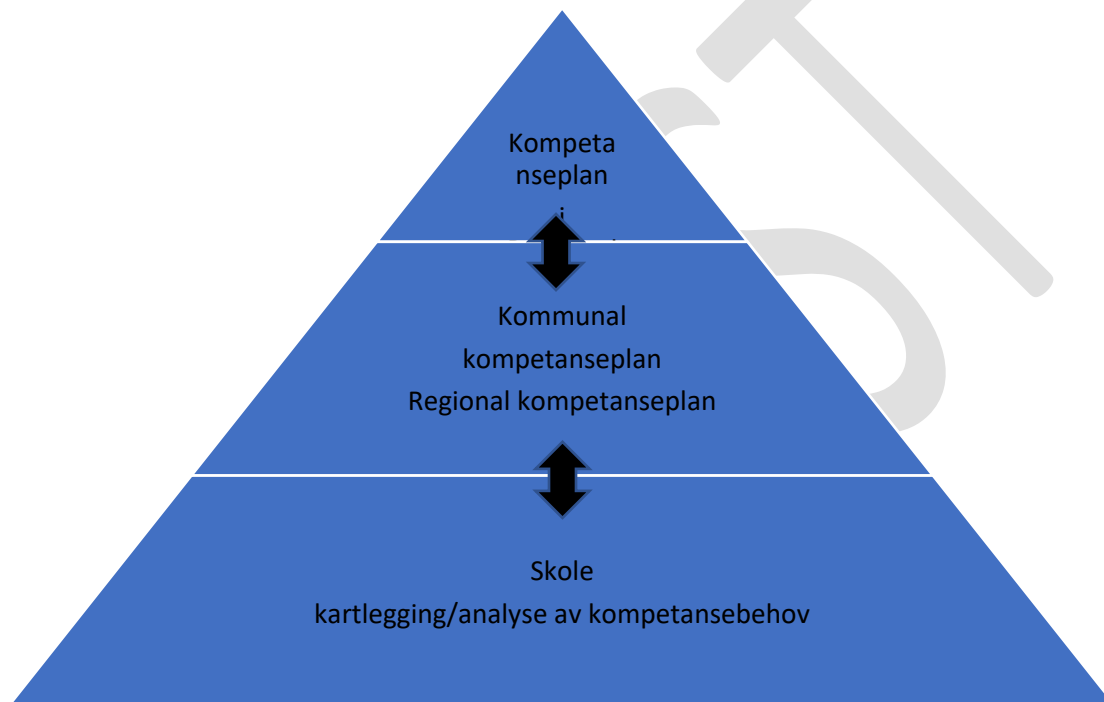 Kompeta
nseplan
i
Kommunal
kompetanseplan
Regional kompetanseplan
Skole
kartlegging/analyse av kompetansebehov